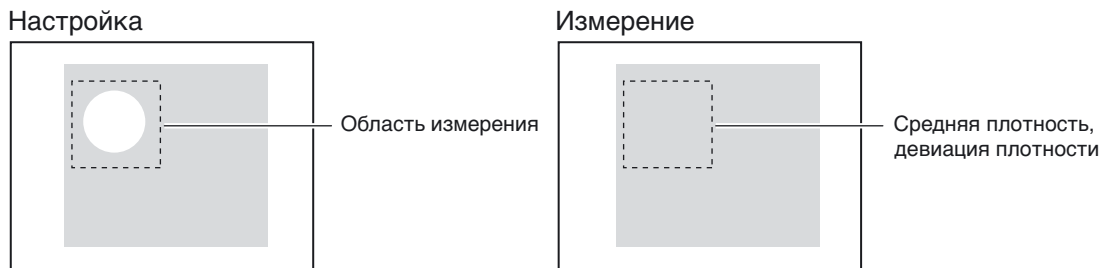 Настройка
Измерение
Область измерения
Средняя плотность,
девиация плотности